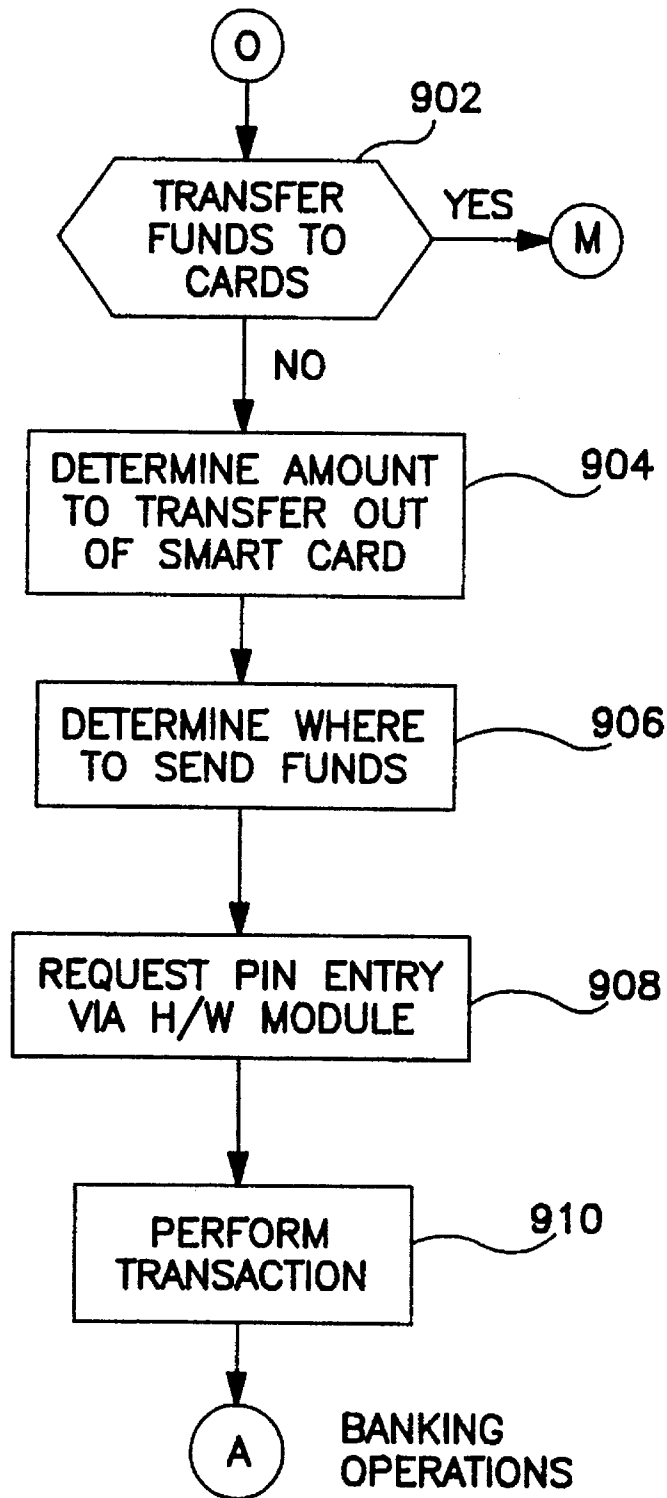 O
902
TRANSFER
FUNDS TO
CARDS
YES
M
NO
DETERMINE AMOUNT
TO TRANSFER OUT
OF SMART CARD
904
DETERMINE WHERE
TO SEND FUNDS
906
REQUEST PIN ENTRY
VIA H/W MODULE
908
PERFORM
TRANSACTION
910
A
BANKING
OPERATIONS